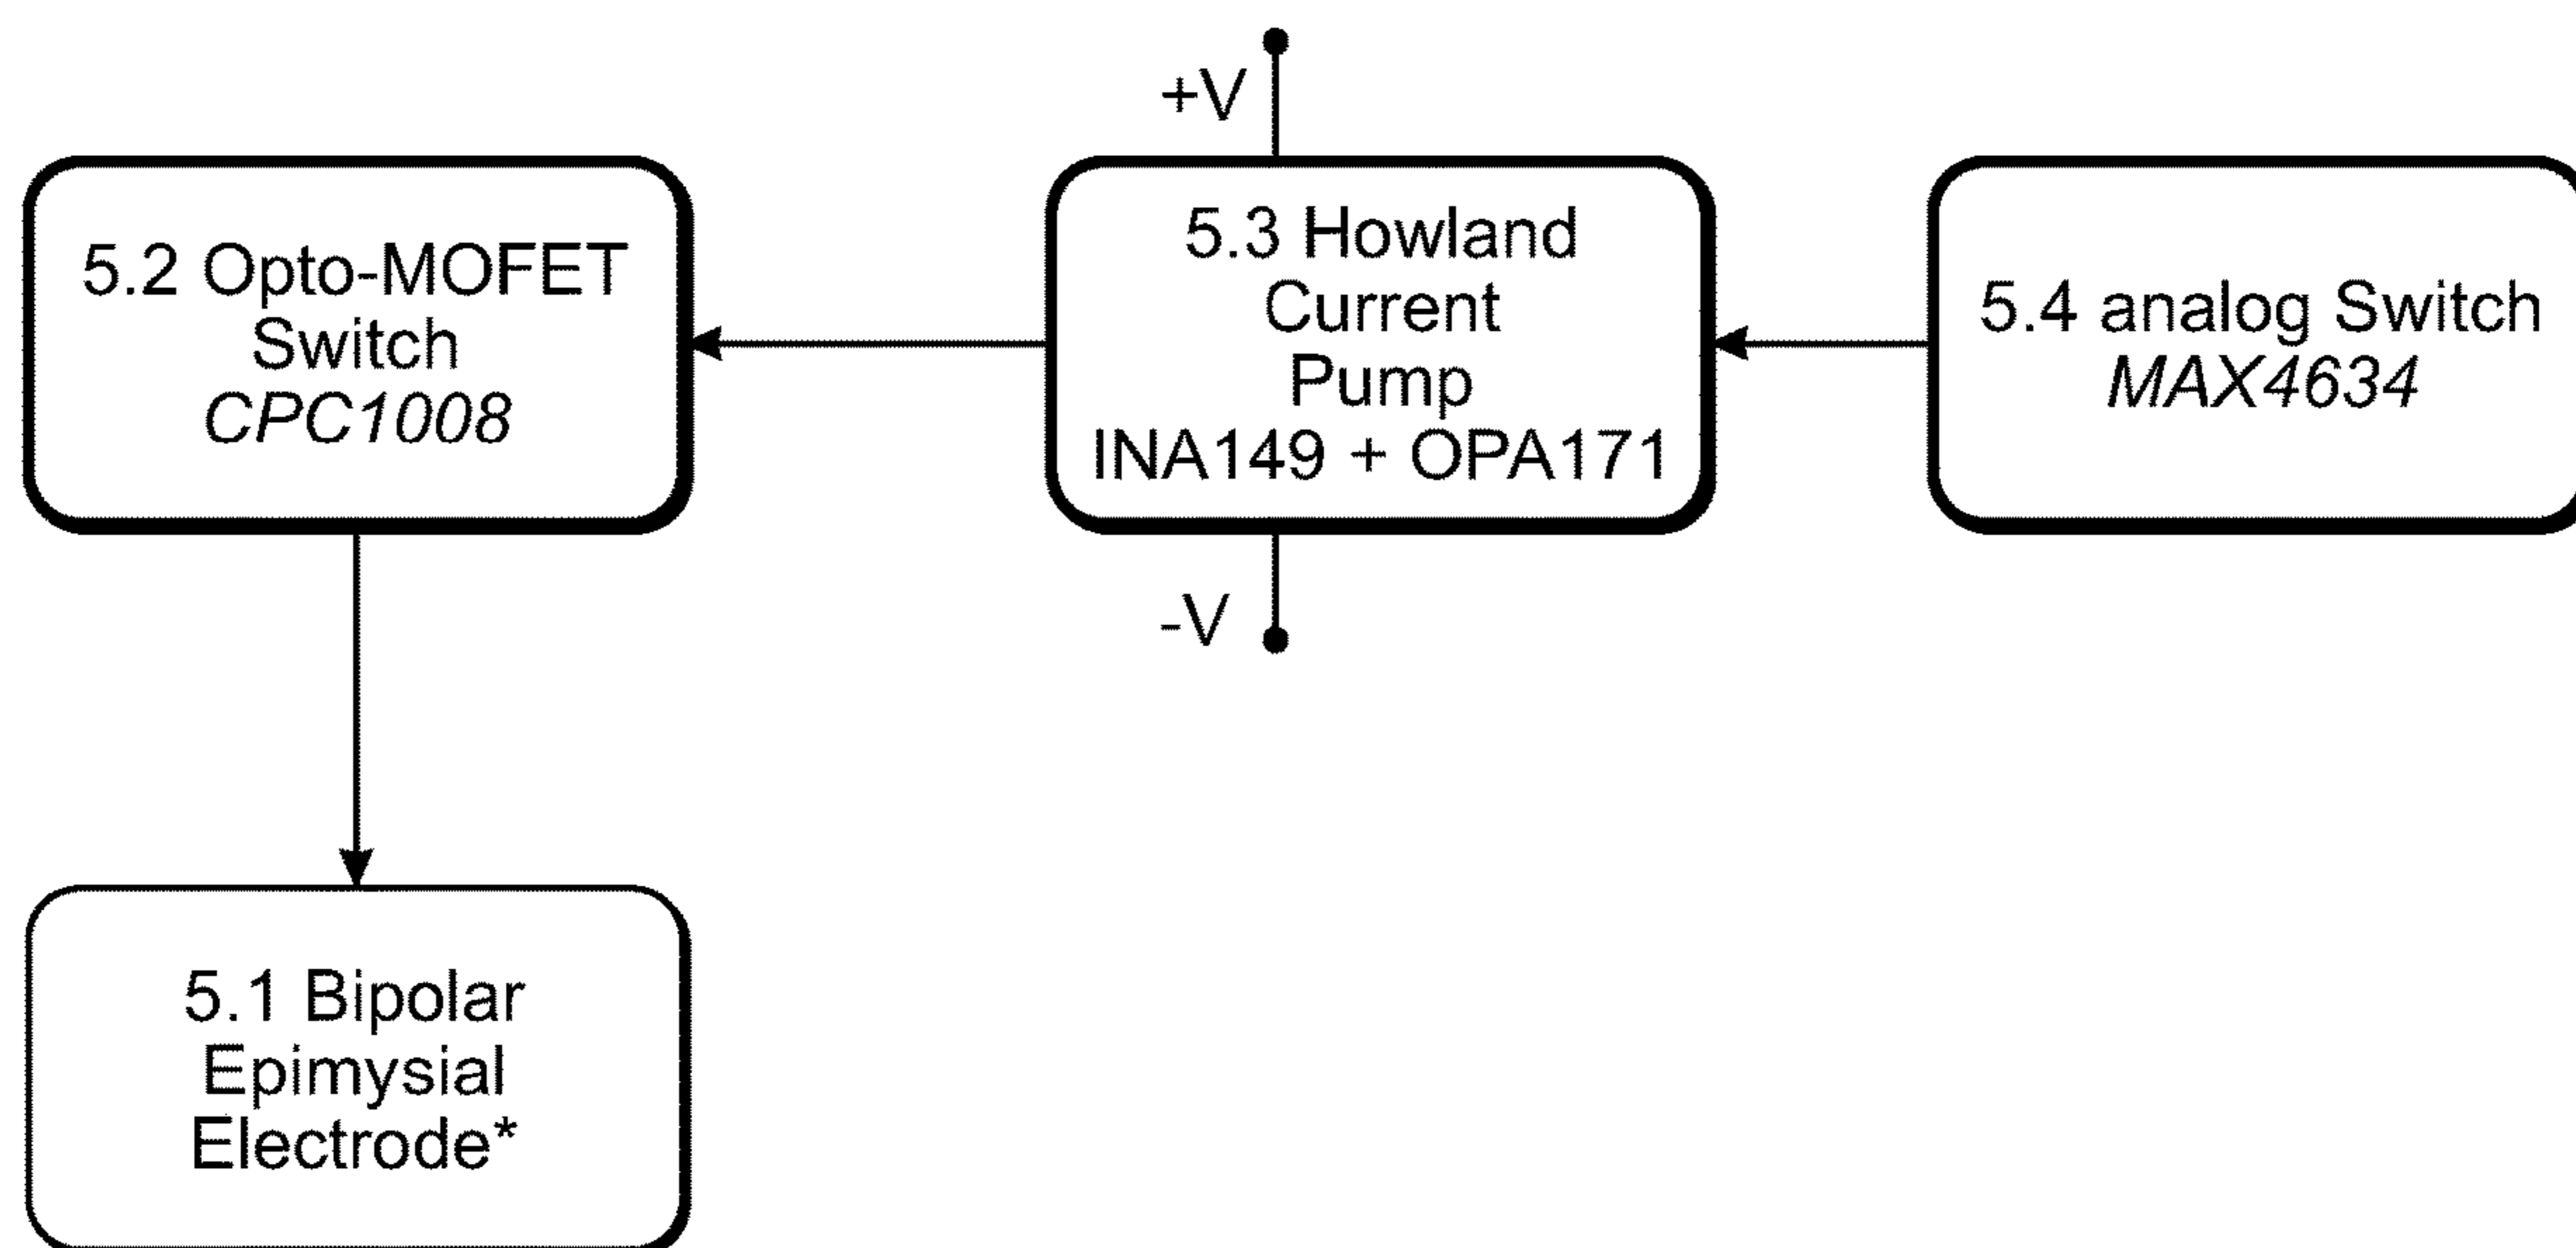 +V
5.2 Opto-MOFET
Switch
CPC1008
5.3 Howland
Current
Pump
INA149 + OPA171
5.4 analog Switch
MAX4634
-V
5.1 Bipolar
Epimysial
Electrode*